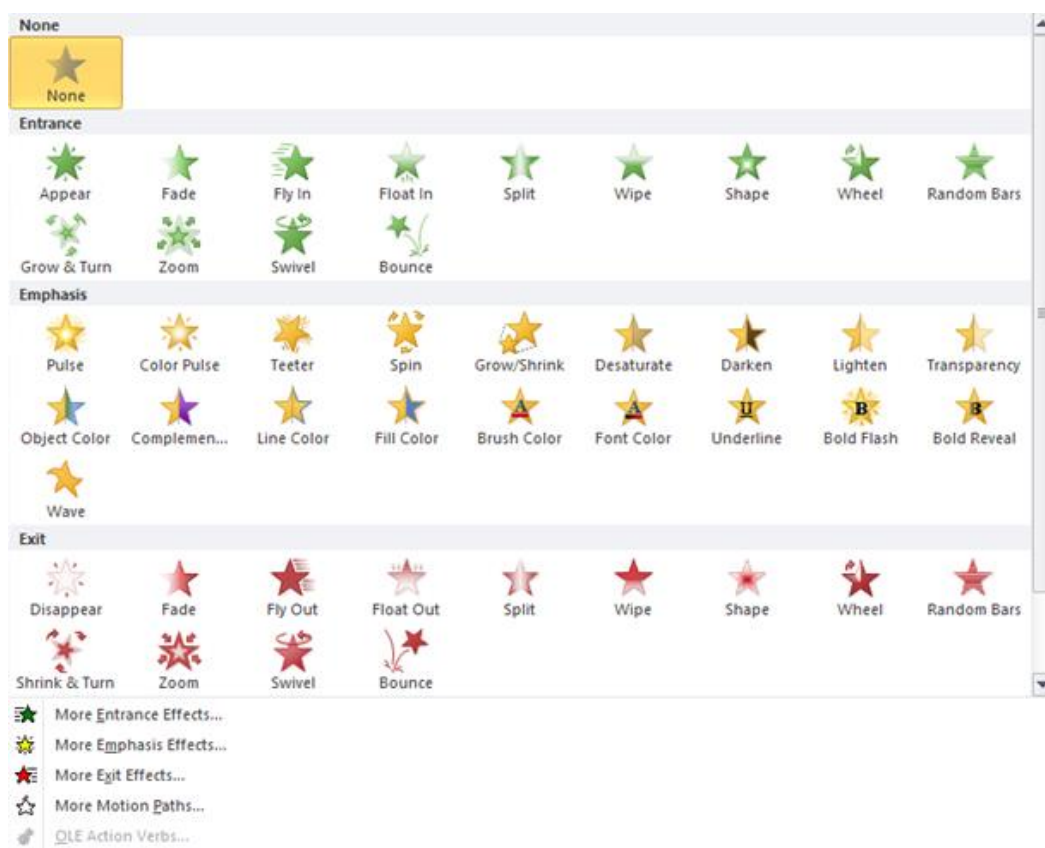 None
None
Entrance
Appear Fade Fly In Float In Split Wipe Shape Wheel Random Bars
Grow & Turn Zoom Swivel Bounce
Emphasis
Pulse Color Pulse Teeter Spin Grow/Shrink Desaturate Darken Lighten Transparency
Object Color Complemen... Line Color Fill Color Brush Color Font Color Underline Bold Flash Bold Reveal
Wave
Exit
Disappear Fade Fly Out Float Out Split Wipe Shape Wheel Random Bars
Shrink & Turn Zoom Swivel Bounce
More Entrance Effects...
More Emphasis Effects...
More Exit Effects...
More Motion Paths...
OLE Action Verbs...